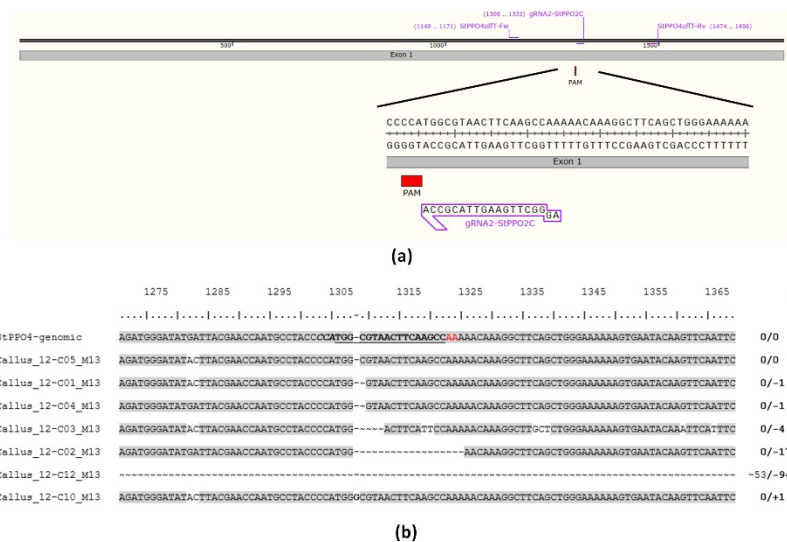 (1300 .. 1322) gRNA2-StPPO2C
(1149 .. 1171) StPPO4offT-Fw
StPPO4offT-Rv (1474 .. 1496)
500 1000 1500
Exon 1
PAM
CCCCATGGCGTAACTTCAAGCCAAAAACAAAGGCTTCAGCTGGGAAAAAA
GGGGTACCGCATTGAAGTTCGGTTTTTGTTTCCGAAGTCGACCCTTTTTT
Exon 1
PAM
ACCGCATTGAAGTTCGG GA
gRNA2-StPPO2C
(a)
1275 1285 1295 1305 1315 1325 1335 1345 1355 1365
StPPO4-genomic AGATGGGATATGATTACGAACCAATGCCTACCCCATGG-CGTAACTTCAAGCCAAAAACAAAGGCTTCAGCTGGGAAAAAAGTGAATACAAGTTCAATTC 0/0
Callus_12-C05_M13 AGATGGGATATACTTACGAACCAATGCCTACCCCATGG-CGTAACTTCAAGCCAAAAACAAAGGCTTCAGCTGGGAAAAAAGTGAATACAAGTTCAATTC 0/0
Callus_12-C01_M13 AGATGGGATATACTTACGAACCAATGCCTACCCCATGG-~GTAACTTCAAGCCAAAAACAAAGGCTTCAGCTGGGAAAAAAGTGAATACAAGTTCAATTC 0/-1
Callus_12-C04_M13 AGATGGGATATGATTACGAACCAATGCCTACCCCATGG-~GTAACTTCAAGCCAAAAACAAAGGCTTCAGCTGGGAAAAAAGTGAATACAAGTTCAATTC 0/-1
Callus_12-C03_M13 AGATGGGATATACTTACGAACCAATGCCTACCCCATGG-~~~~ACTTCATTCCAAAAACAAAGGCTTGCTCTGGGAAAAAAGTGAATACAAATTCATTTC 0/-4
Callus_12-C02_M13 AGATGGGATATGATTACGAACCAATGCCTACCCCATGG-~~~~~~~~~~~~~~~~~AACAAAGGCTTCAGCTGGGAAAAAAGTGAATACAAGTTCAATTC
Callus_12-C12_M13
Callus_12-C10_M13 AGATGGGATATACTTACGAACCAATGCCTACCCCATGGGCGTAACTTCAAGCCAAAAACAAAGGCTTCAGCTGGGAAAAAAGTGAATACAAGTTCAATTC 0/+1
(b)